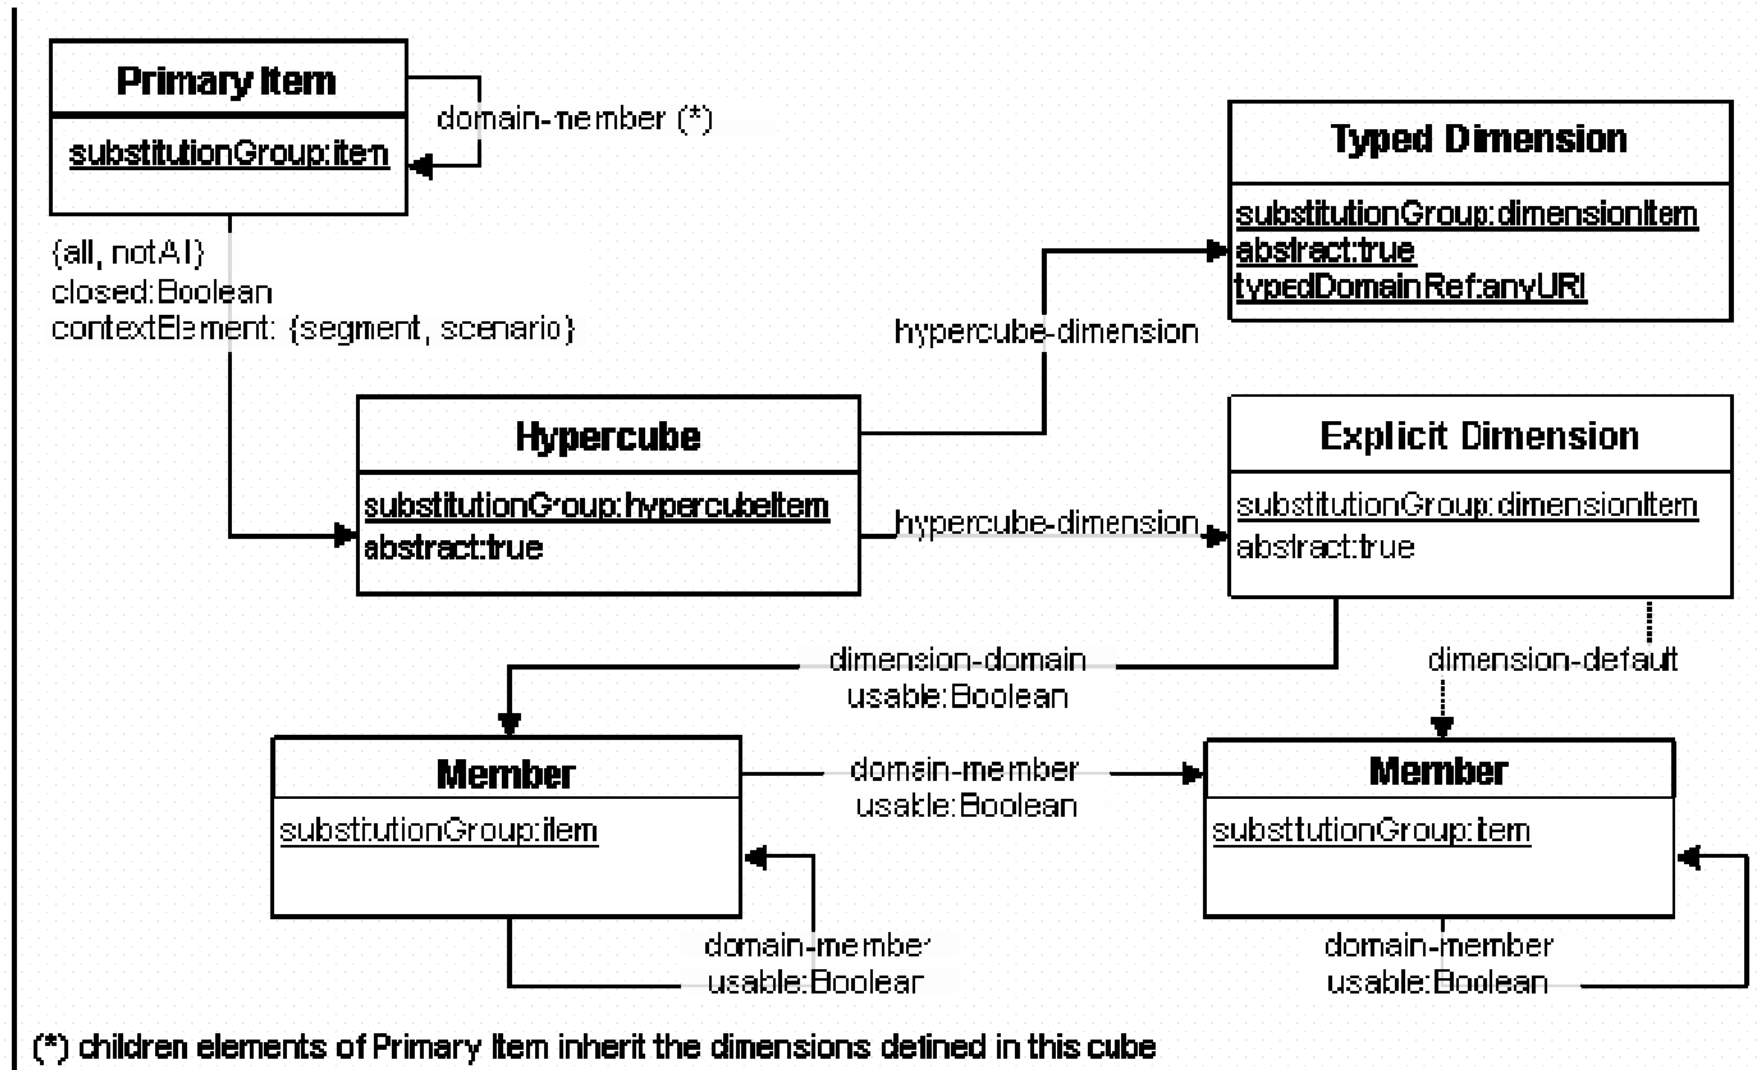 Primary Item
substitutionGroup:item
domain-member (*)
{all, notAll}
closed:Boolean
contextElement: {segment, scenario}
Typed Dimension
substitutionGroup:dimensionItem
abstract:true
typedDomainRef:anyURI
hypercube-dimension
Hypercube
substitutionGroup:hypercubeItem
abstract:true
hypercube-dimension
Explicit Dimension
substitutionGroup:dimensionItem
abstract:true
dimension-domain
usable:Boolean
dimension-default
Member
substitutionGroup:item
domain-member
usable:Boolean
Member
substitutionGroup:item
domain-member
usable:Boolean
domain-member
usable:Boolean
(*) children elements of Primary Item inherit the dimensions defined in this cube